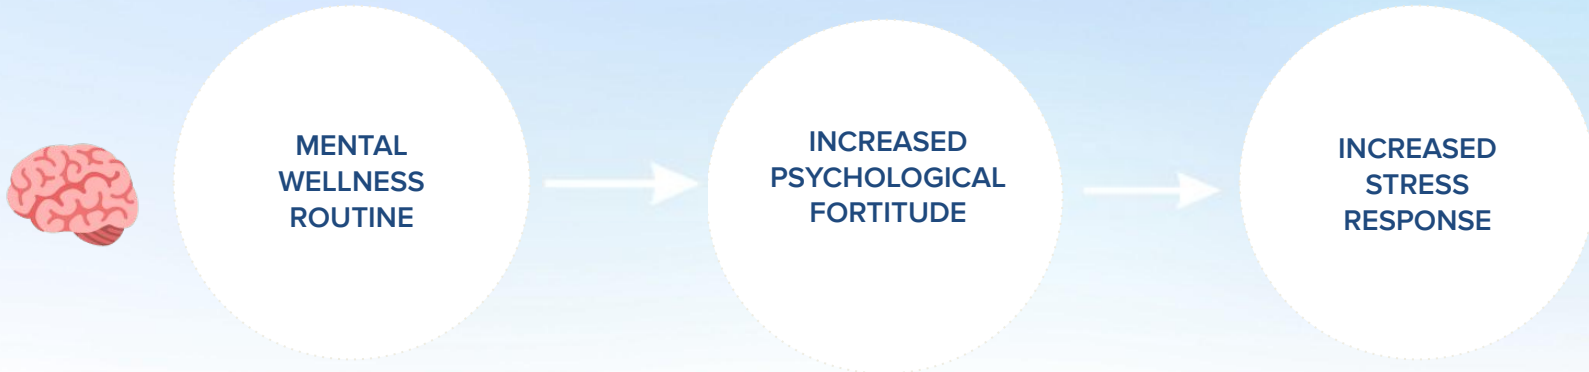 MENTAL
WELLNESS
ROUTINE
INCREASED
PSYCHOLOGICAL
FORTITUDE
INCREASED
STRESS
RESPONSE